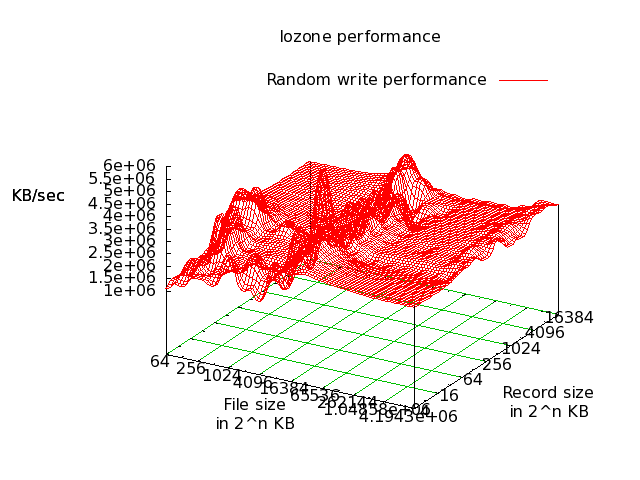 Iozone performance
Random write performance
KB/sec
6e+06
5.5e+06
5e+06
4.5e+06
4e+06
3.5e+06
3e+06
2.5e+06
2e+06
1.5e+06
1e+06
64
256
1024
4096
16384
65536
262144
1.04858e+06
4.1943e+06
File size
in 2^n KB
4
16
64
256
1024
4096
16384
Record size
in 2^n KB